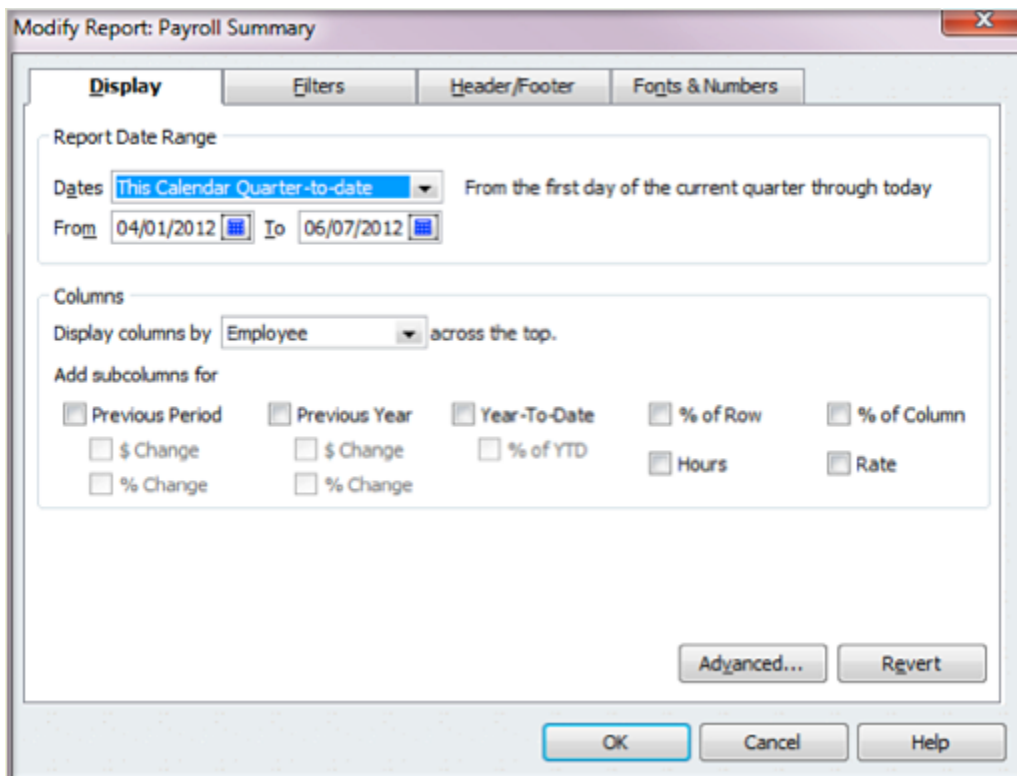 Modify Report: Payroll Summary
Display Filters Header/Footer Fonts & Numbers
Report Date Range
Dates This Calendar Quarter-to-date From the first day of the current quarter through today
From 04/01/2012 To 06/07/2012
Columns
Display columns by Employee across the top.
Add subcolumns for
Previous Period Previous Year Year-To-Date % of Row % of Column
$ Change $ Change % of YTD Hours Rate
% Change % Change
Advanced... Revert
OK Cancel Help